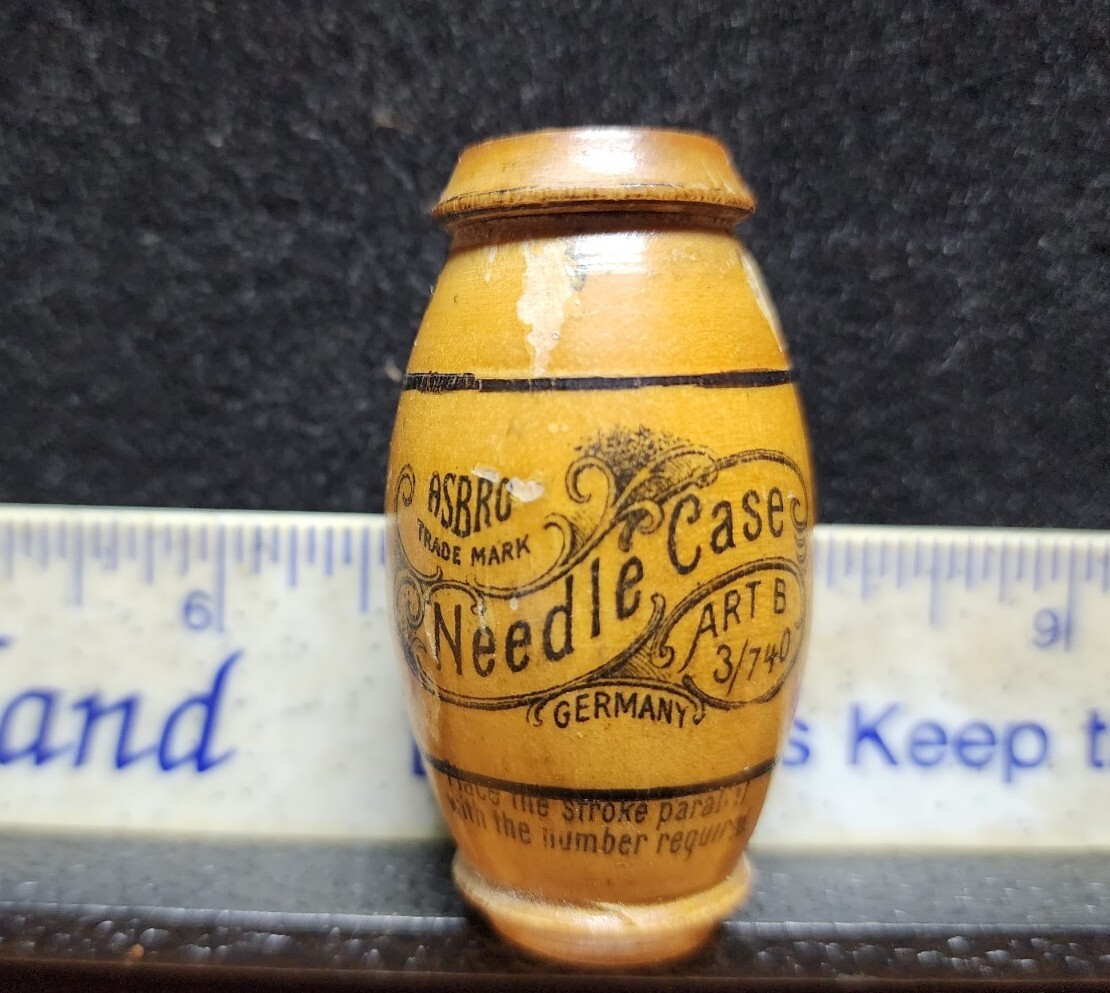 ASBRO
TRADE MARK
Needle Case
ART B
3/740
GERMANY
Place the stroke parallel
with the number required
6
9
and
s Keep t